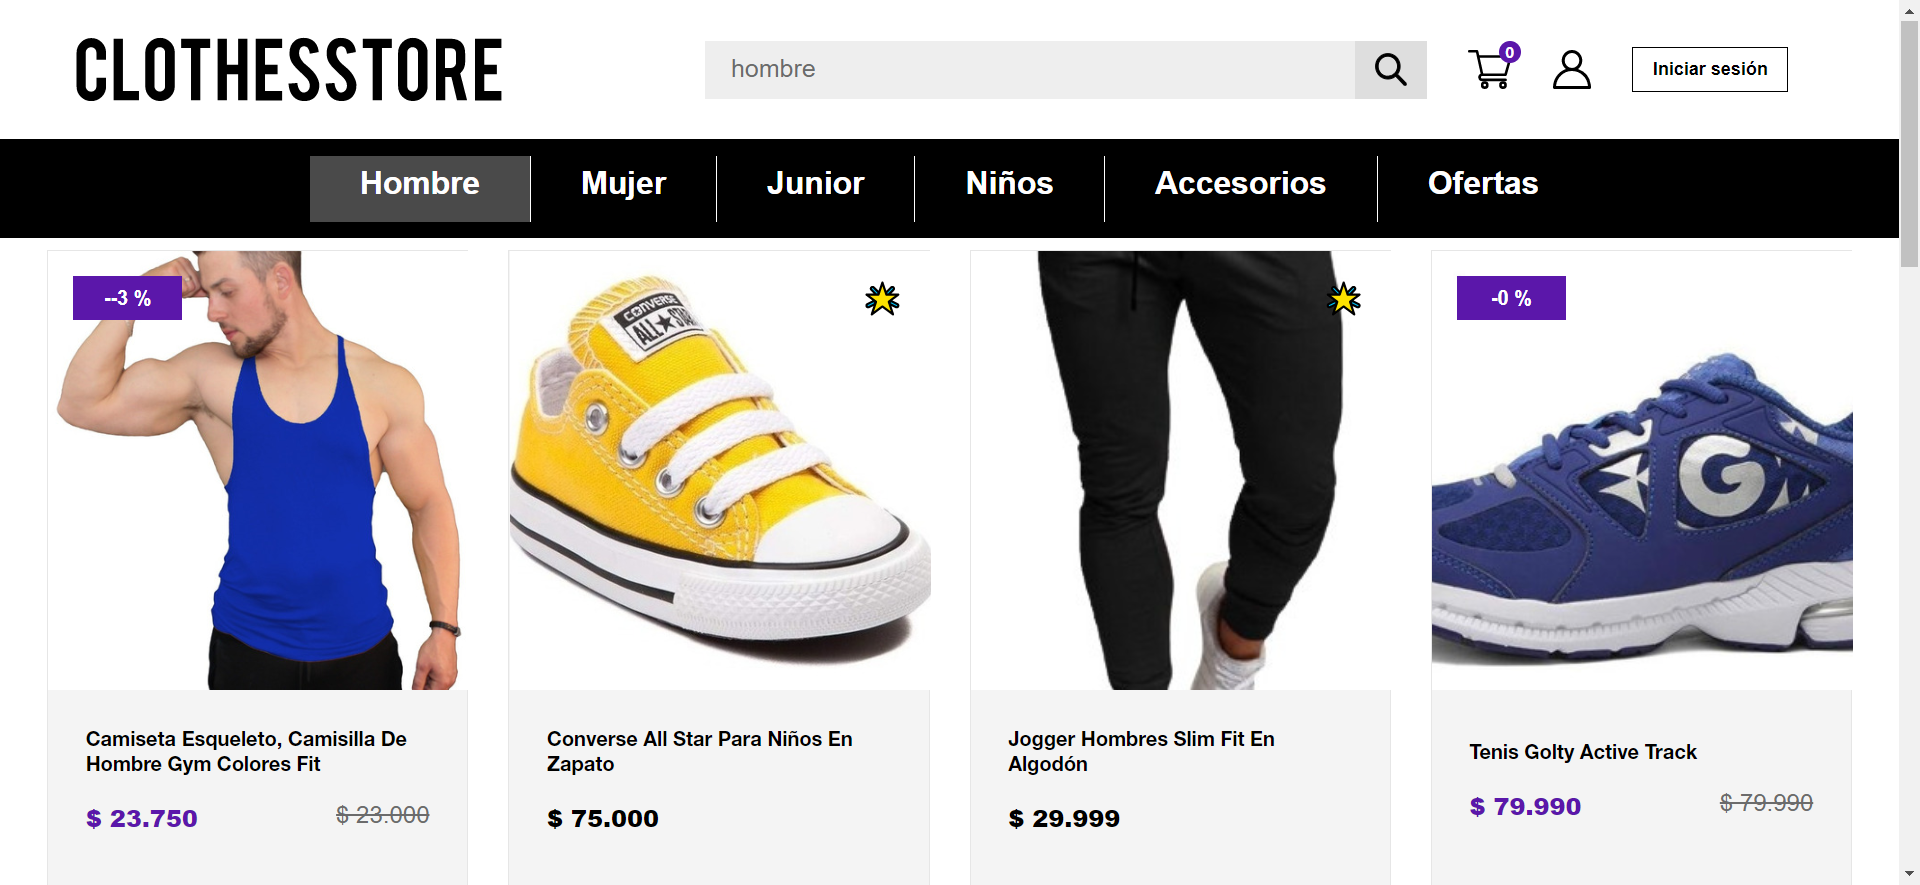 CLOTHESSTORE
hombre
0
Iniciar sesión
Hombre
Mujer
Junior
Niños
Accesorios
Ofertas
--3 %
-0 %
CONVERSE
ALL STAR
G
Camiseta Esqueleto, Camisilla De
Hombre Gym Colores Fit
$ 23.750
$ 23.000
Converse All Star Para Niños En
Zapato
$ 75.000
Jogger Hombres Slim Fit En
Algodón
$ 29.999
Tenis Golty Active Track
$ 79.990
$ 79.990